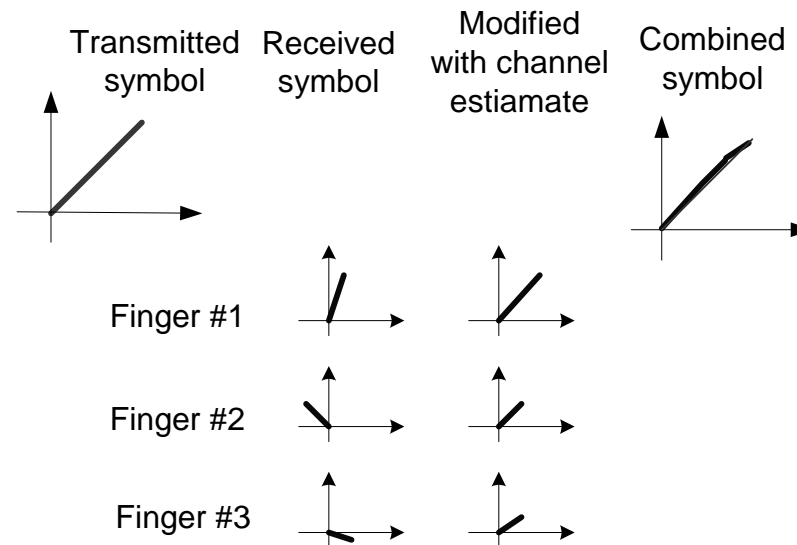 Transmitted
symbol
Received
symbol
Modified
with channel
estiamate
Combined
symbol
Finger #1
Finger #2
Finger #3